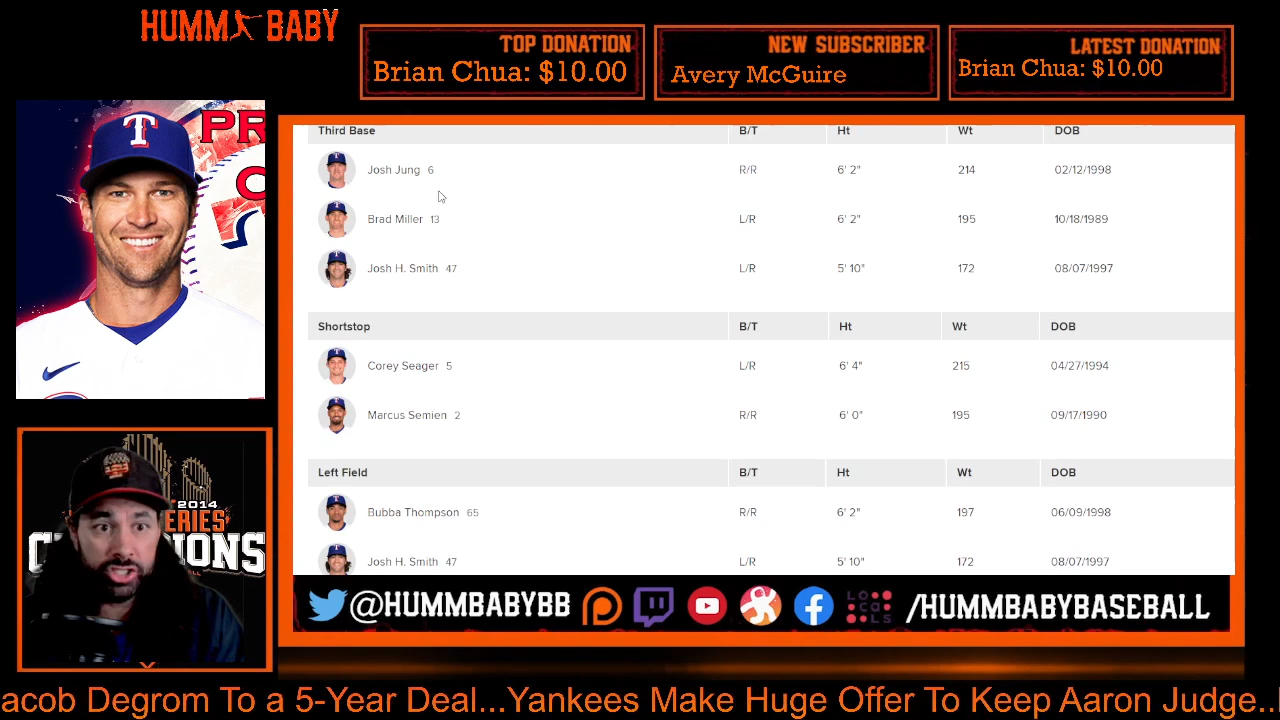 HUMM BABY
TOP DONATION
Brian Chua: $10.00
NEW SUBSCRIBER
Avery McGuire
LATEST DONATION
Brian Chua: $10.00
T
PR
Third Base B/T Ht Wt DOB
Josh Jung 6 R/R 6' 2" 214 02/12/1998
Brad Miller 13 L/R 6' 2" 195 10/18/1989
Josh H. Smith 47 L/R 5' 10" 172 08/07/1997
Shortstop B/T Ht Wt DOB
Corey Seager 5 L/R 6' 4" 215 04/27/1994
Marcus Semien 2 R/R 6' 0" 195 09/17/1990
Left Field B/T Ht Wt DOB
Bubba Thompson 65 R/R 6' 2" 197 06/09/1998
Josh H. Smith 47 L/R 5' 10" 172 08/07/1997
2014
ERIES
@HUMMBABYBB LOCALS /HUMMBABYBASEBALL
acob Degrom To a 5-Year Deal...Yankees Make Huge Offer To Keep Aaron Judge..